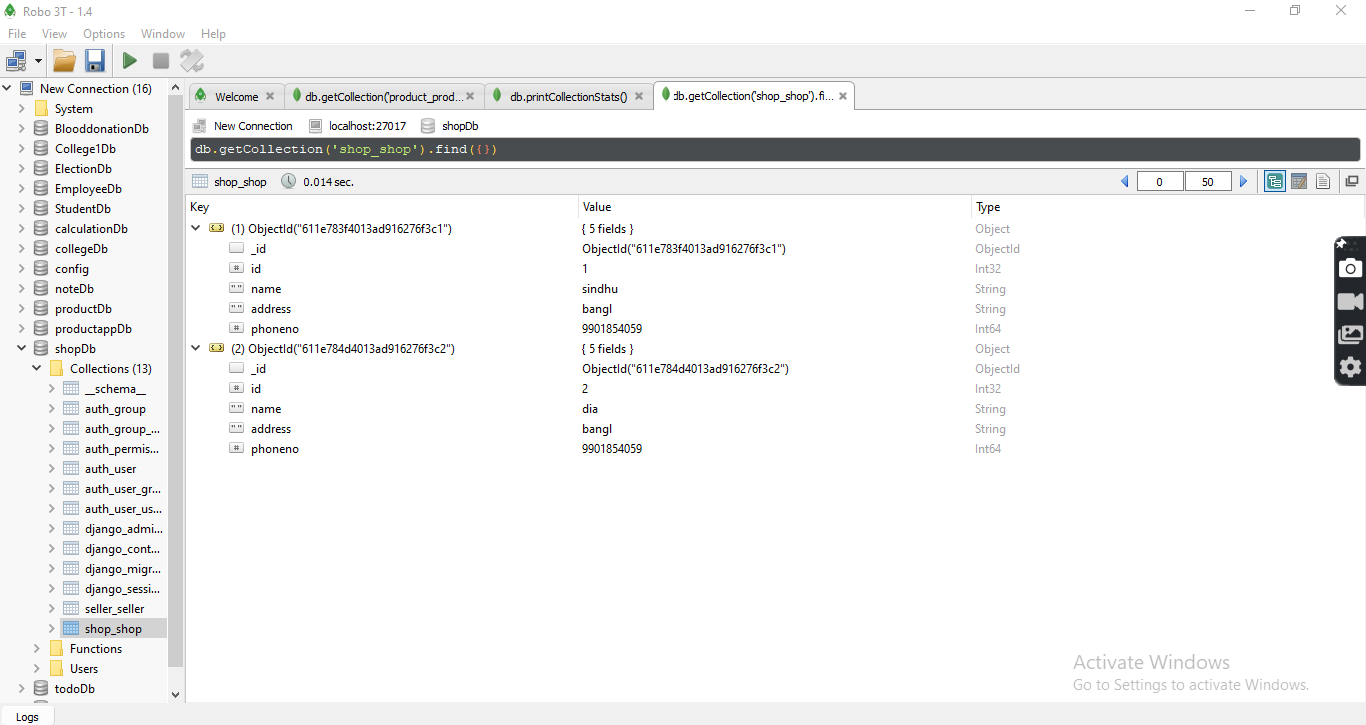 Robo 3T - 1.4
File View Options Window Help
New Connection (16)
System
BlooddonationDb
College1Db
ElectionDb
EmployeeDb
StudentDb
calculationDb
collegeDb
config
noteDb
productDb
productappDb
shopDb
Collections (13)
__schema__
auth_group
auth_group_...
auth_permis...
auth_user
auth_user_gr...
auth_user_us...
django_admi...
django_cont...
django_migr...
django_sessi...
seller_seller
shop_shop
Functions
Users
todoDb
Welcome db.getCollection('product_prod... db.printCollectionStats() db.getCollection('shop_shop').fi...
New Connection localhost:27017 shopDb
db.getCollection('shop_shop').find({})
shop_shop 0.014 sec. 0 50
Key Value Type
(1) ObjectId("611e783f4013ad916276f3c1") { 5 fields } Object
_id ObjectId("611e783f4013ad916276f3c1") ObjectId
# id 1 Int32
"" name sindhu String
"" address bangl String
# phoneno 9901854059 Int64
(2) ObjectId("611e784d4013ad916276f3c2") { 5 fields } Object
_id ObjectId("611e784d4013ad916276f3c2") ObjectId
# id 2 Int32
"" name dia String
"" address bangl String
# phoneno 9901854059 Int64
Activate Windows
Go to Settings to activate Windows.
Logs